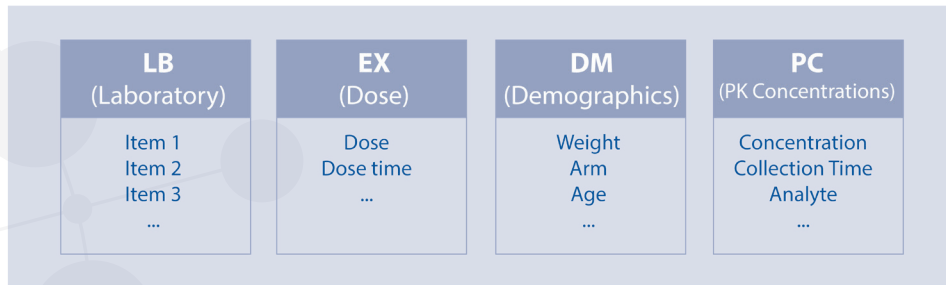 LB
(Laboratory)
Item 1
Item 2
Item 3
...
EX
(Dose)
Dose
Dose time
...
DM
(Demographics)
Weight
Arm
Age
...
PC
(PK Concentrations)
Concentration
Collection Time
Analyte
...